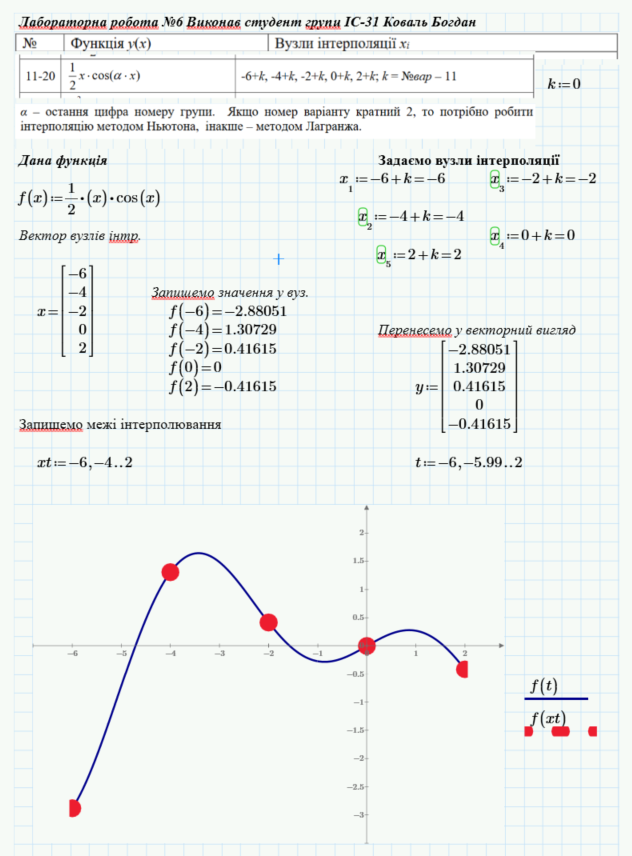 Лабораторна робота №6 Виконав студент групи ІС-31 Коваль Богдан
№ Функція y(x) Вузли інтерполяції xi
11-20 1/2 x · cos(α · x) -6+k, -4+k, -2+k, 0+k, 2+k; k = №вар – 11
k:=0
α – остання цифра номеру групи. Якщо номер варіанту кратний 2, то потрібно робити
інтерполяцію методом Ньютона, інакше – методом Лагранжа.
Дана функція
Задаємо вузли інтерполяції
f(x):=1/2·(x)·cos(x)
x1:=−6+k=−6
x3:=−2+k=−2
x2:=−4+k=−4
x4:=0+k=0
x5:=2+k=2
Вектор вузлів інтр.
x=[−6
−4
−2
0
2]
Запишемо значення у вуз.
f(−6)=−2.88051
f(−4)=1.30729
f(−2)=0.41615
f(0)=0
f(2)=−0.41615
Перенесемо у векторний вигляд
y:=[−2.88051
1.30729
0.41615
0
−0.41615]
Запишемо межі інтерполювання
xt:=−6,−4..2
t:=−6,−5.99..2
2
1.5
1
0.5
−6 −5 −4 −3 −2 −1 0 1 2
−0.5
−1
−1.5
−2
−2.5
−3
f(t)
f(xt)